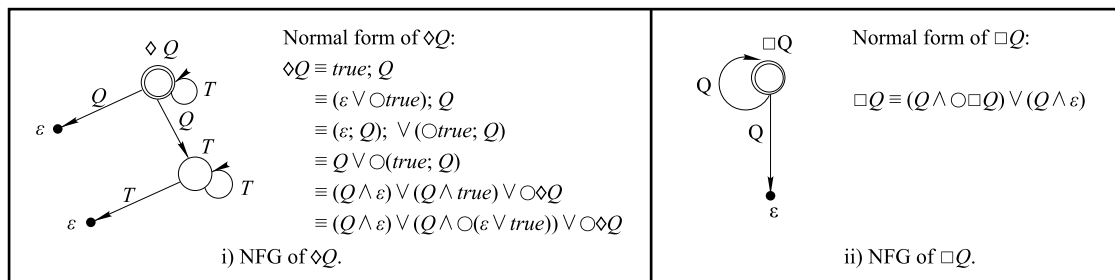 ◊ Q
Q
T
ε
Q
T
T
T
ε
Normal form of ◊Q:
◊Q ≡ true; Q
≡ (ε ∨ ○true); Q
≡ (ε; Q); ∨ (○true; Q)
≡ Q ∨ ○(true; Q)
≡ (Q ∧ ε) ∨ (Q ∧ true) ∨ ○◊Q
≡ (Q ∧ ε) ∨ (Q ∧ ○(ε ∨ true)) ∨ ○◊Q
i) NFG of ◊Q.
□Q
Q
Q
ε
Normal form of □Q:
□Q ≡ (Q ∧ ○□Q) ∨ (Q ∧ ε)
ii) NFG of □Q.